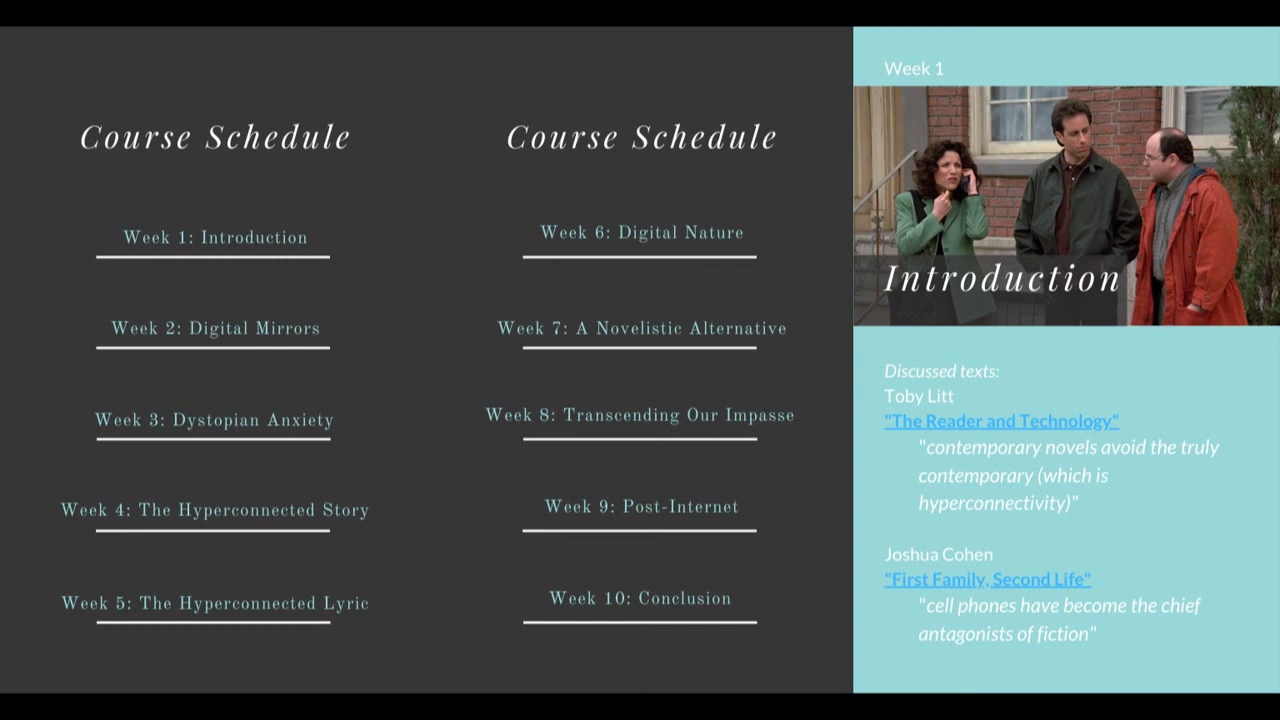 Course Schedule
Week 1: Introduction
Week 2: Digital Mirrors
Week 3: Dystopian Anxiety
Week 4: The Hyperconnected Story
Week 5: The Hyperconnected Lyric
Course Schedule
Week 6: Digital Nature
Week 7: A Novelistic Alternative
Week 8: Transcending Our Impasse
Week 9: Post-Internet
Week 10: Conclusion
Week 1
Introduction
Discussed texts:
Toby Litt
"The Reader and Technology"
"contemporary novels avoid the truly
contemporary (which is
hyperconnectivity)"
Joshua Cohen
"First Family, Second Life"
"cell phones have become the chief
antagonists of fiction"